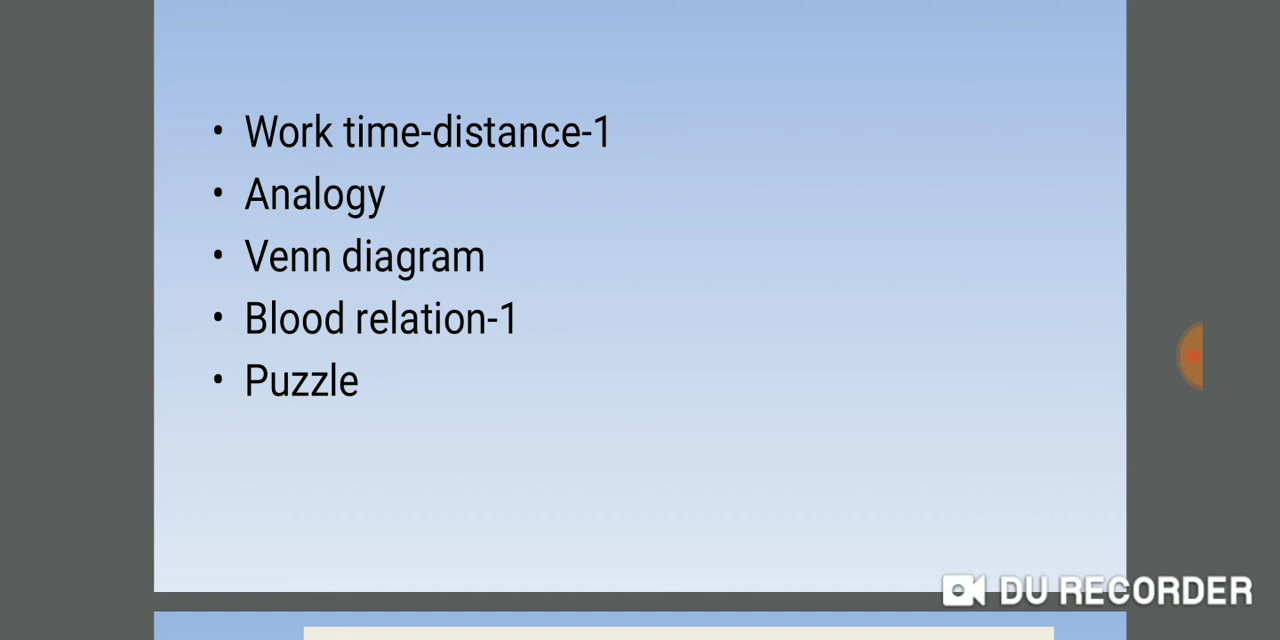 • Work time-distance-1
• Analogy
• Venn diagram
• Blood relation-1
• Puzzle
DU RECORDER